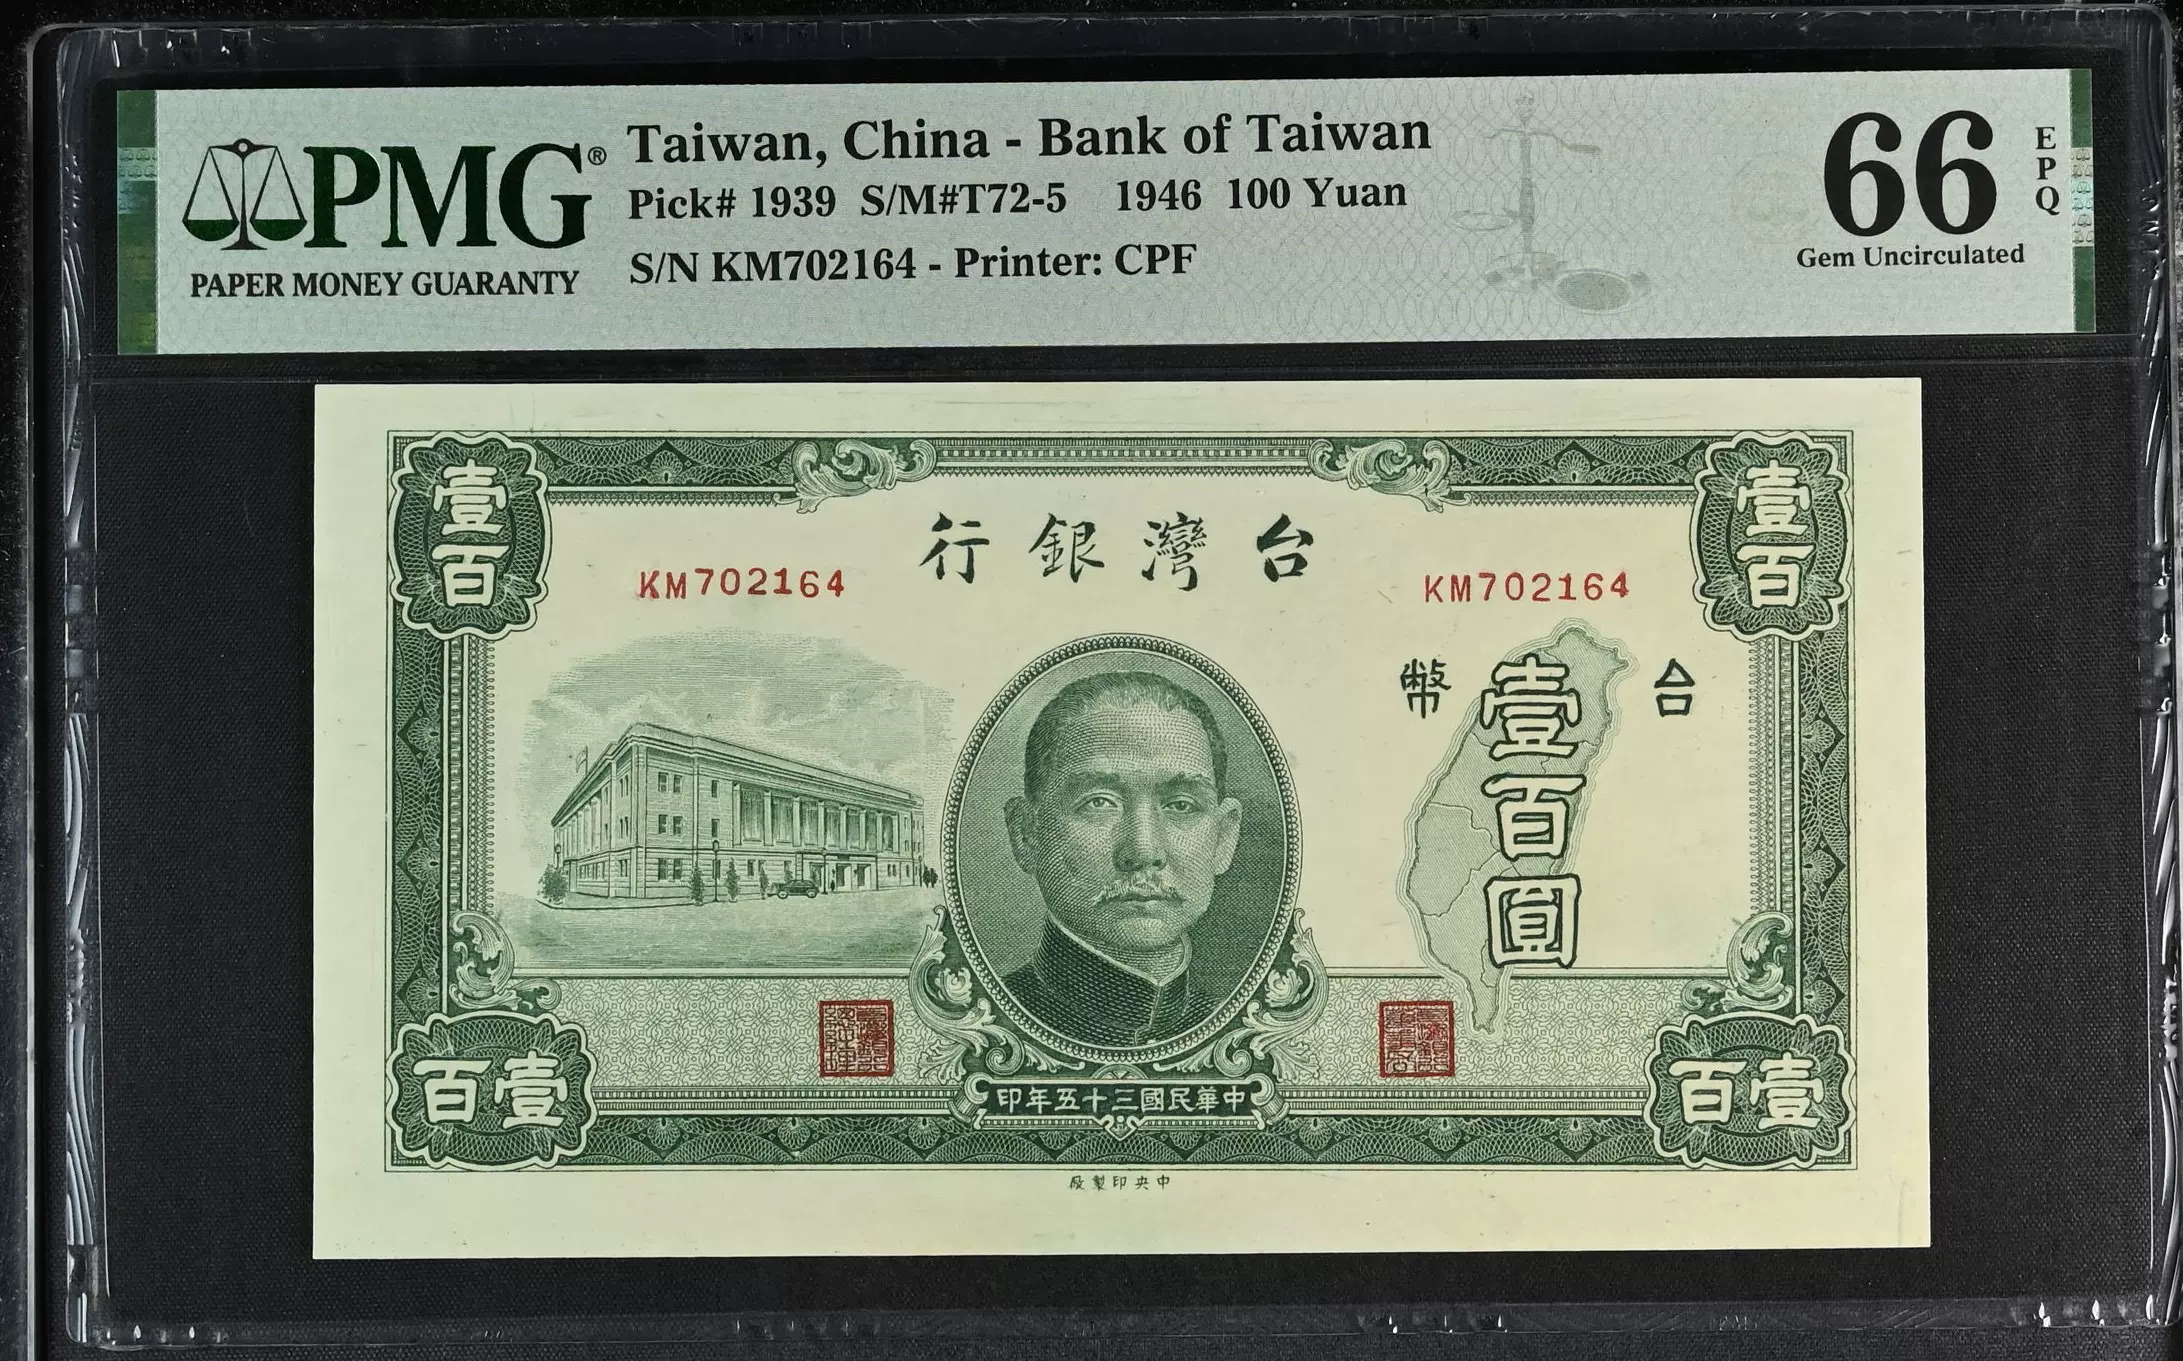 PMG®
PAPER MONEY GUARANTY
Taiwan, China - Bank of Taiwan
Pick# 1939 S/M#T72-5 1946 100 Yuan
S/N KM702164 - Printer: CPF
66
EPQ
Gem Uncirculated
壹百
壹百
台灣銀行
KM702164
KM702164
台幣
壹百圓
中華民國三十五年印
壹百
壹百
中央印製廠